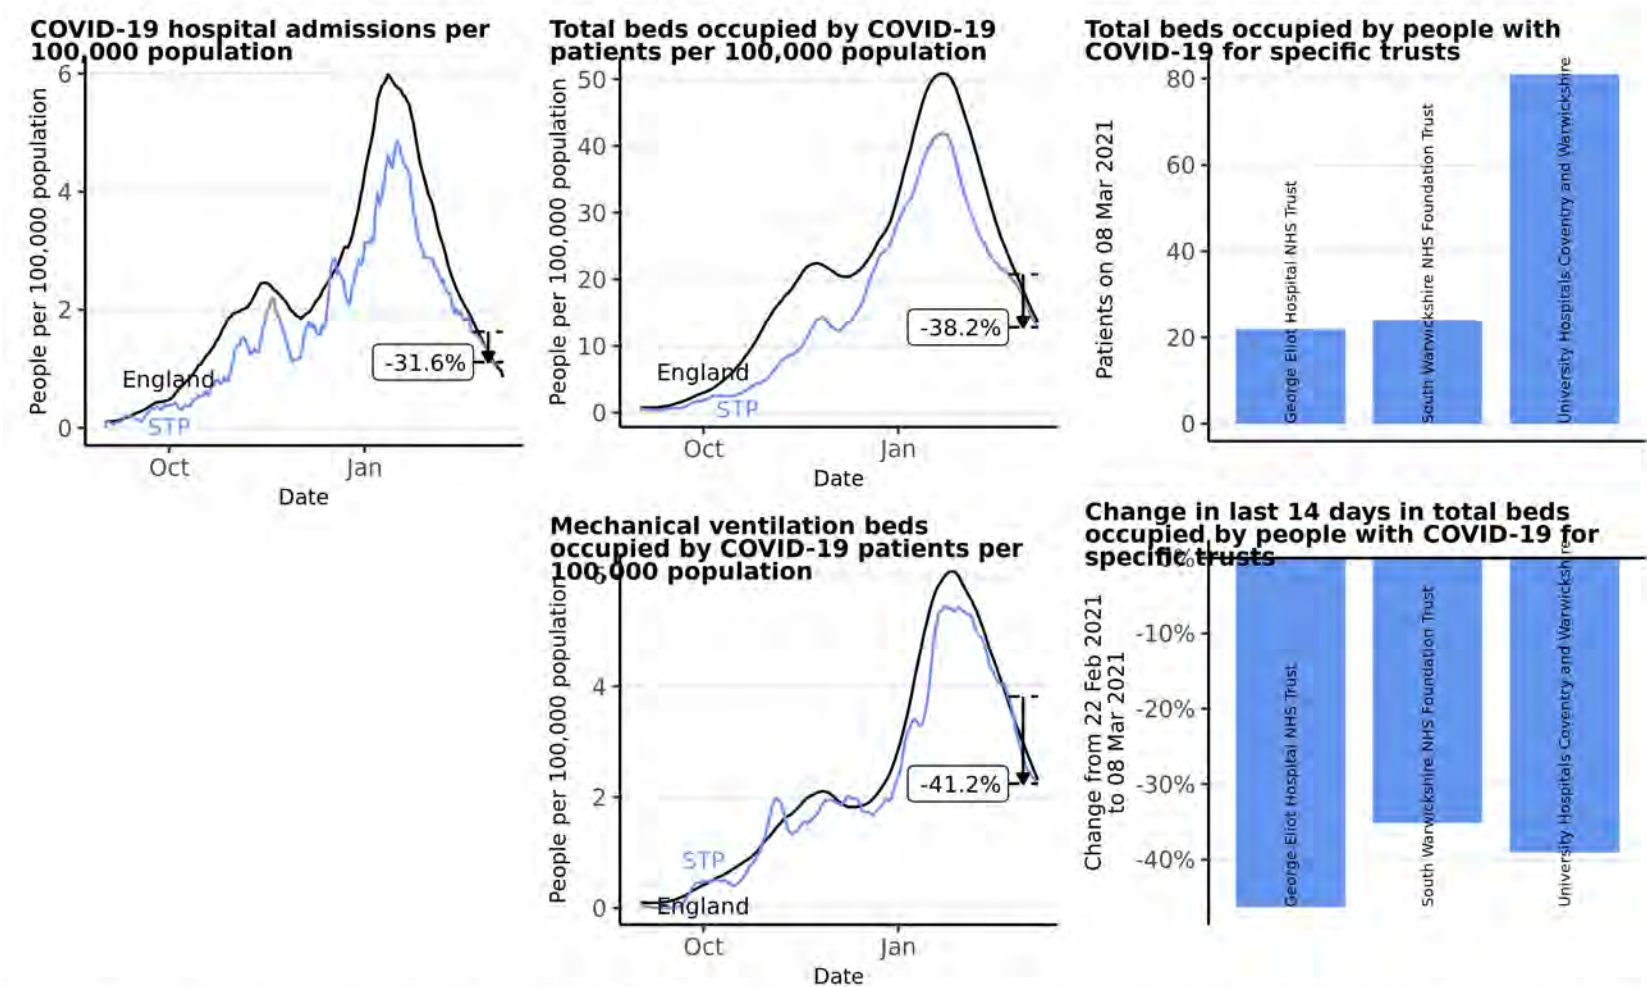 COVID-19 hospital admissions per
100,000 population
People per 100,000 population
6
4
2
0
England
STP
-31.6%
Oct
Jan
Date
Total beds occupied by COVID-19
patients per 100,000 population
People per 100,000 population
50
40
30
20
10
0
England
STP
-38.2%
Oct
Jan
Date
Total beds occupied by people with
COVID-19 for specific trusts
Patients on 08 Mar 2021
80
60
40
20
0
George Eliot Hospital NHS Trust
South Warwickshire NHS Foundation Trust
University Hospitals Coventry and Warwickshire
Mechanical ventilation beds
occupied by COVID-19 patients per
100,000 population
People per 100,000 population
6
4
2
0
STP
England
-41.2%
Oct
Jan
Date
Change in last 14 days in total beds
occupied by people with COVID-19 for
specific trusts
Change from 22 Feb 2021
to 08 Mar 2021
0%
-10%
-20%
-30%
-40%
George Eliot Hospital NHS Trust
South Warwickshire NHS Foundation Trust
University Hospitals Coventry and Warwickshire